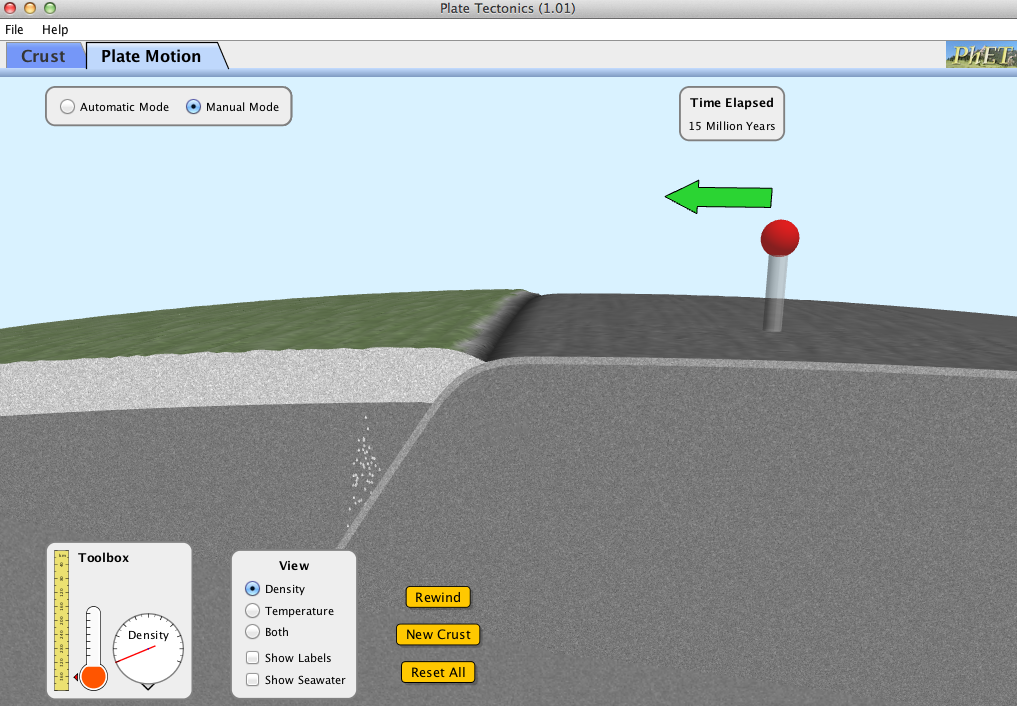 Plate Tectonics (1.01)
File Help
Crust Plate Motion
PhET
Automatic Mode Manual Mode
Time Elapsed
15 Million Years
Toolbox
Density
View
Density
Temperature
Both
Show Labels
Show Seawater
Rewind
New Crust
Reset All